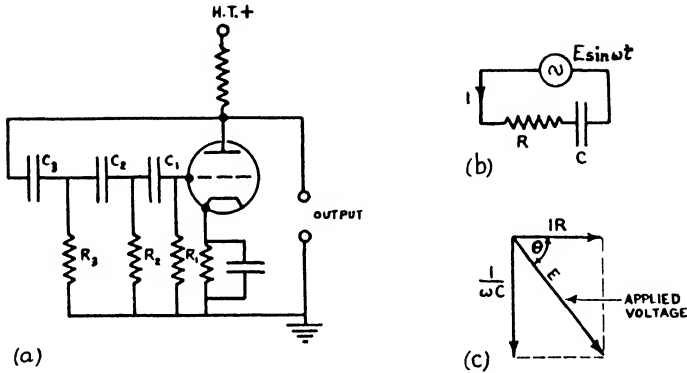 H.T.+
C3
C2
C1
R3
R2
R1
OUTPUT
(a)
E sin ωt
I
R
C
(b)
IR
θ
E
1
ωC
APPLIED
VOLTAGE
(c)